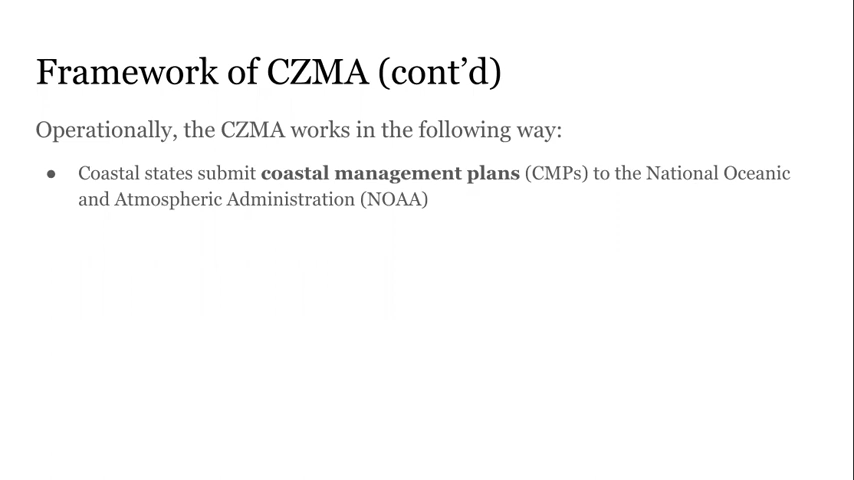 Framework of CZMA (cont’d)
Operationally, the CZMA works in the following way:
● Coastal states submit coastal management plans (CMPs) to the National Oceanic
and Atmospheric Administration (NOAA)